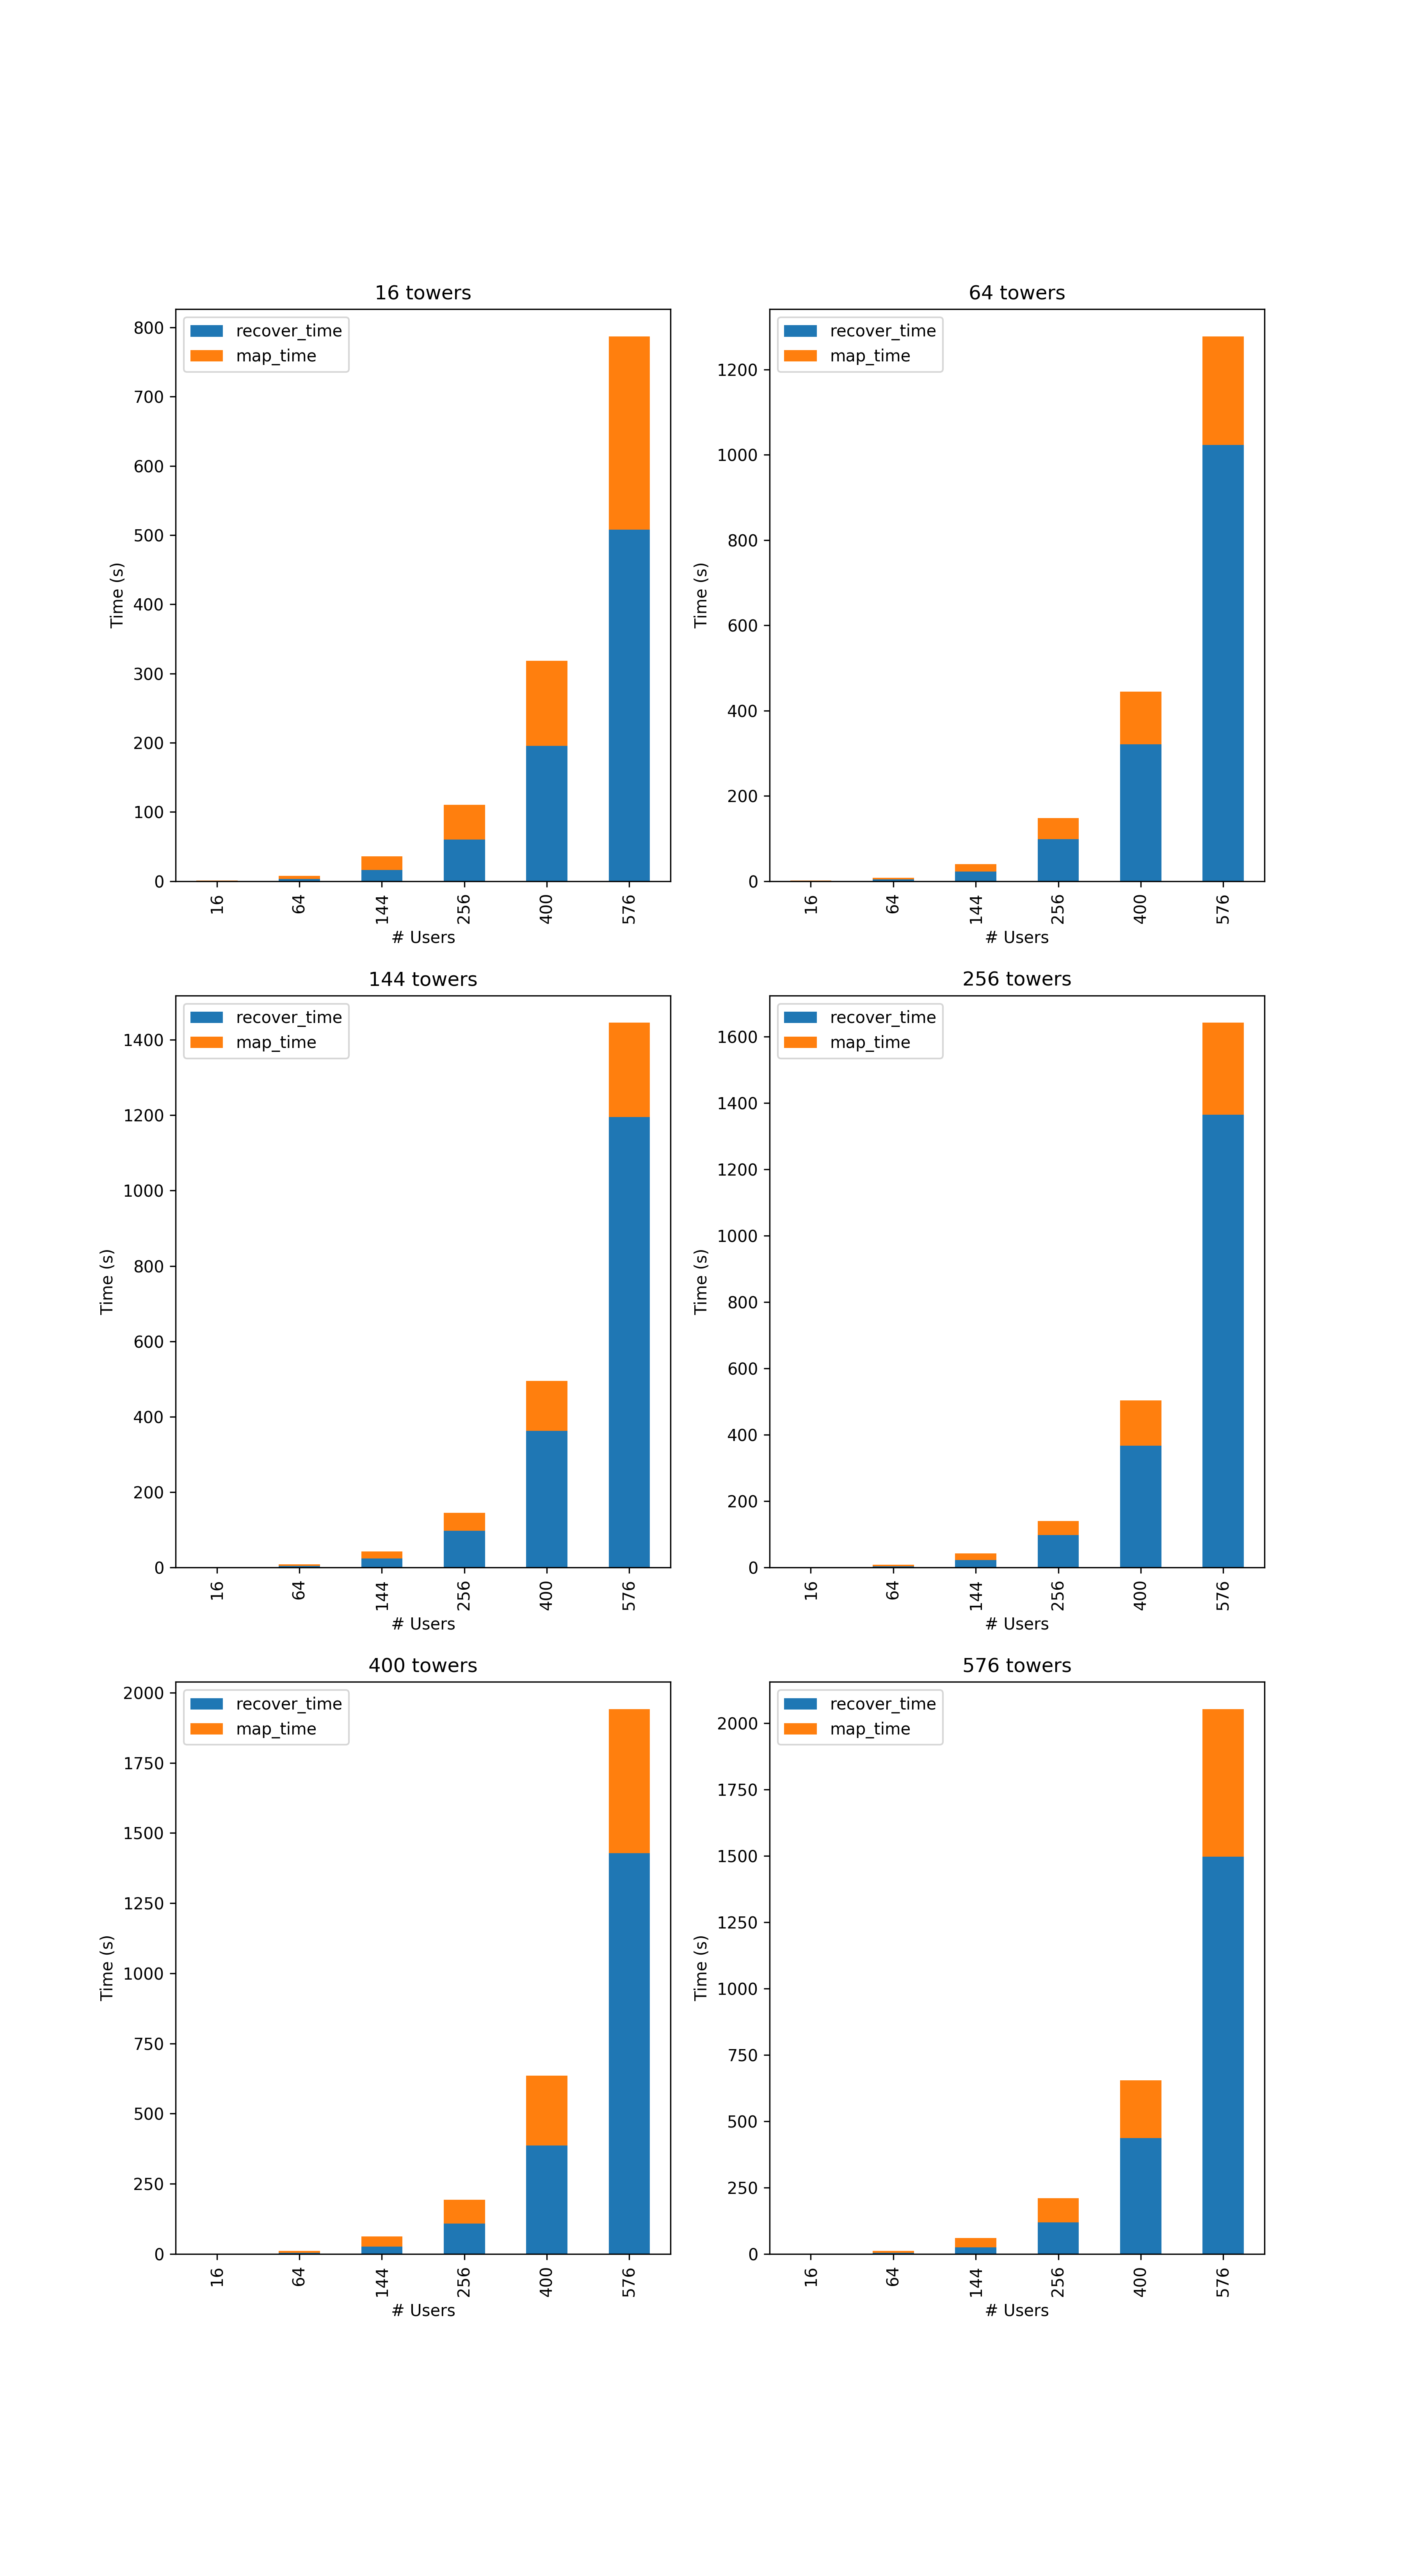 16 towers
recover_time
map_time
800
700
600
500
400
300
200
100
0
Time (s)
16
64
144
256
400
576
# Users
64 towers
recover_time
map_time
1200
1000
800
600
400
200
0
Time (s)
16
64
144
256
400
576
# Users
144 towers
recover_time
map_time
1400
1200
1000
800
600
400
200
0
Time (s)
16
64
144
256
400
576
# Users
256 towers
recover_time
map_time
1600
1400
1200
1000
800
600
400
200
0
Time (s)
16
64
144
256
400
576
# Users
400 towers
recover_time
map_time
2000
1750
1500
1250
1000
750
500
250
0
Time (s)
16
64
144
256
400
576
# Users
576 towers
recover_time
map_time
2000
1750
1500
1250
1000
750
500
250
0
Time (s)
16
64
144
256
400
576
# Users